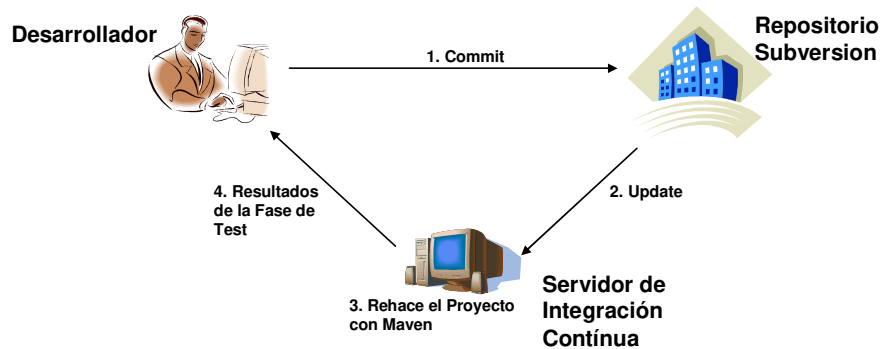 Desarrollador
1. Commit
Repositorio
Subversion
2. Update
4. Resultados
de la Fase de
Test
3. Rehace el Proyecto
con Maven
Servidor de
Integración
Contínua